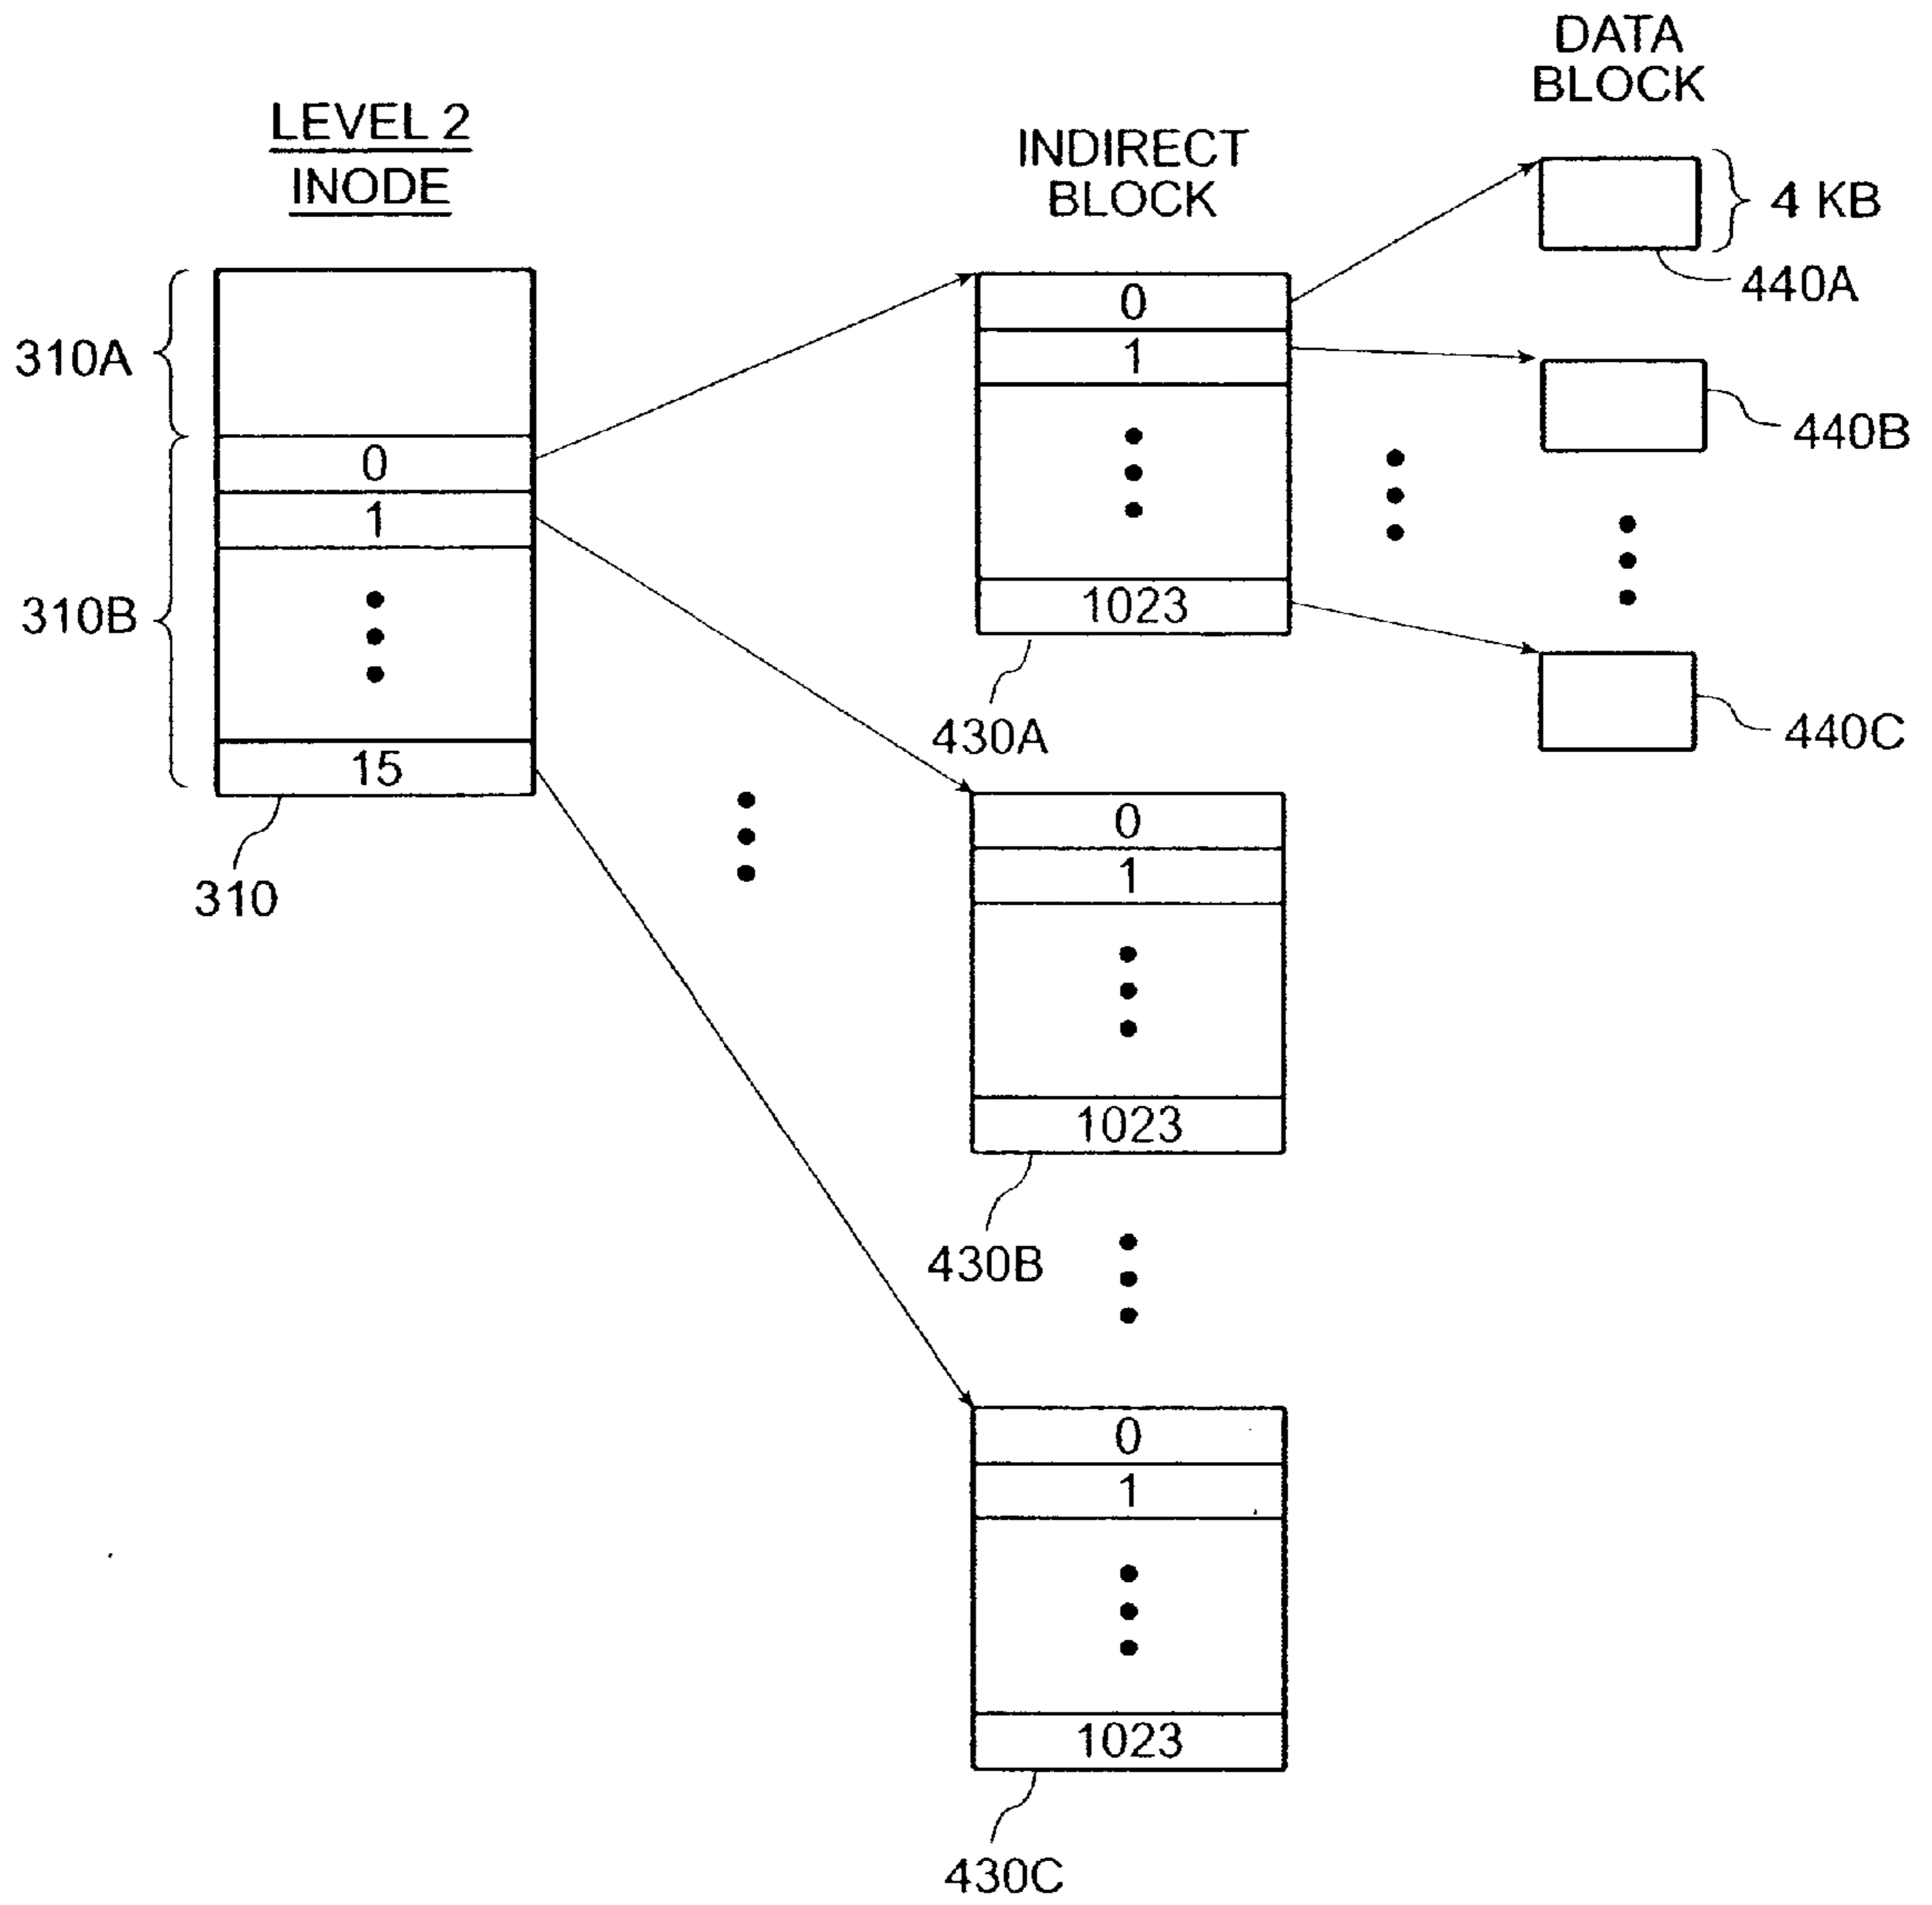 DATA
BLOCK
LEVEL 2
INODE
INDIRECT
BLOCK
4 KB
440A
310A
0
1
440B
310B
0
1
15
1023
430A
440C
310
0
1
1023
430B
0
1
1023
430C